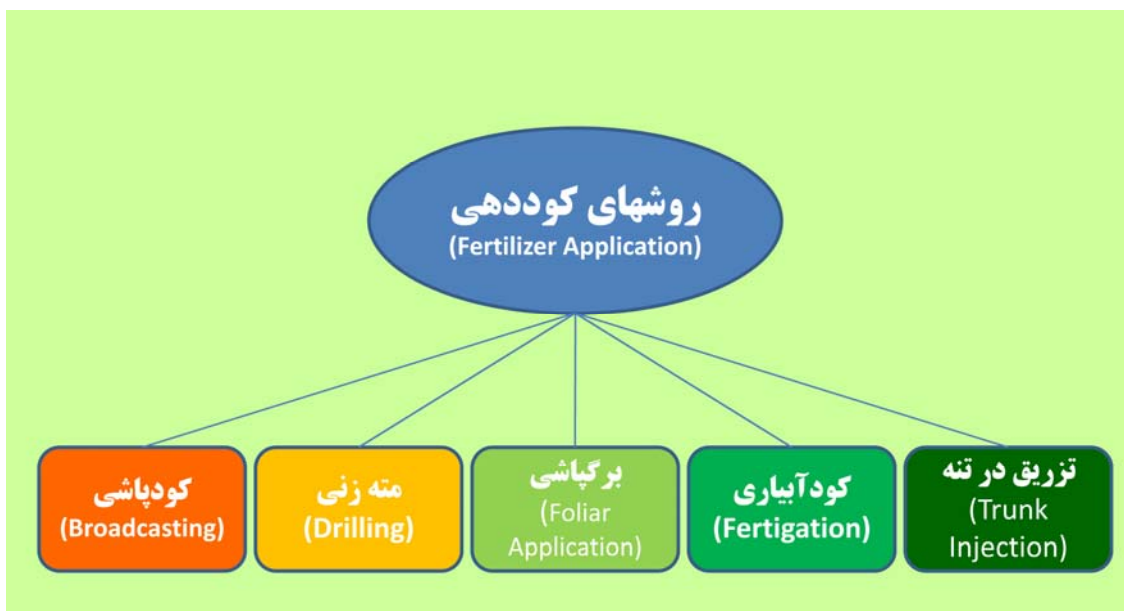 روشهای کوددهی
(Fertilizer Application)
تزریق در تنه
(Trunk
Injection)
کودآبیاری
(Fertigation)
برگپاشی
(Foliar
Application)
مته زنی
(Drilling)
کودپاشی
(Broadcasting)